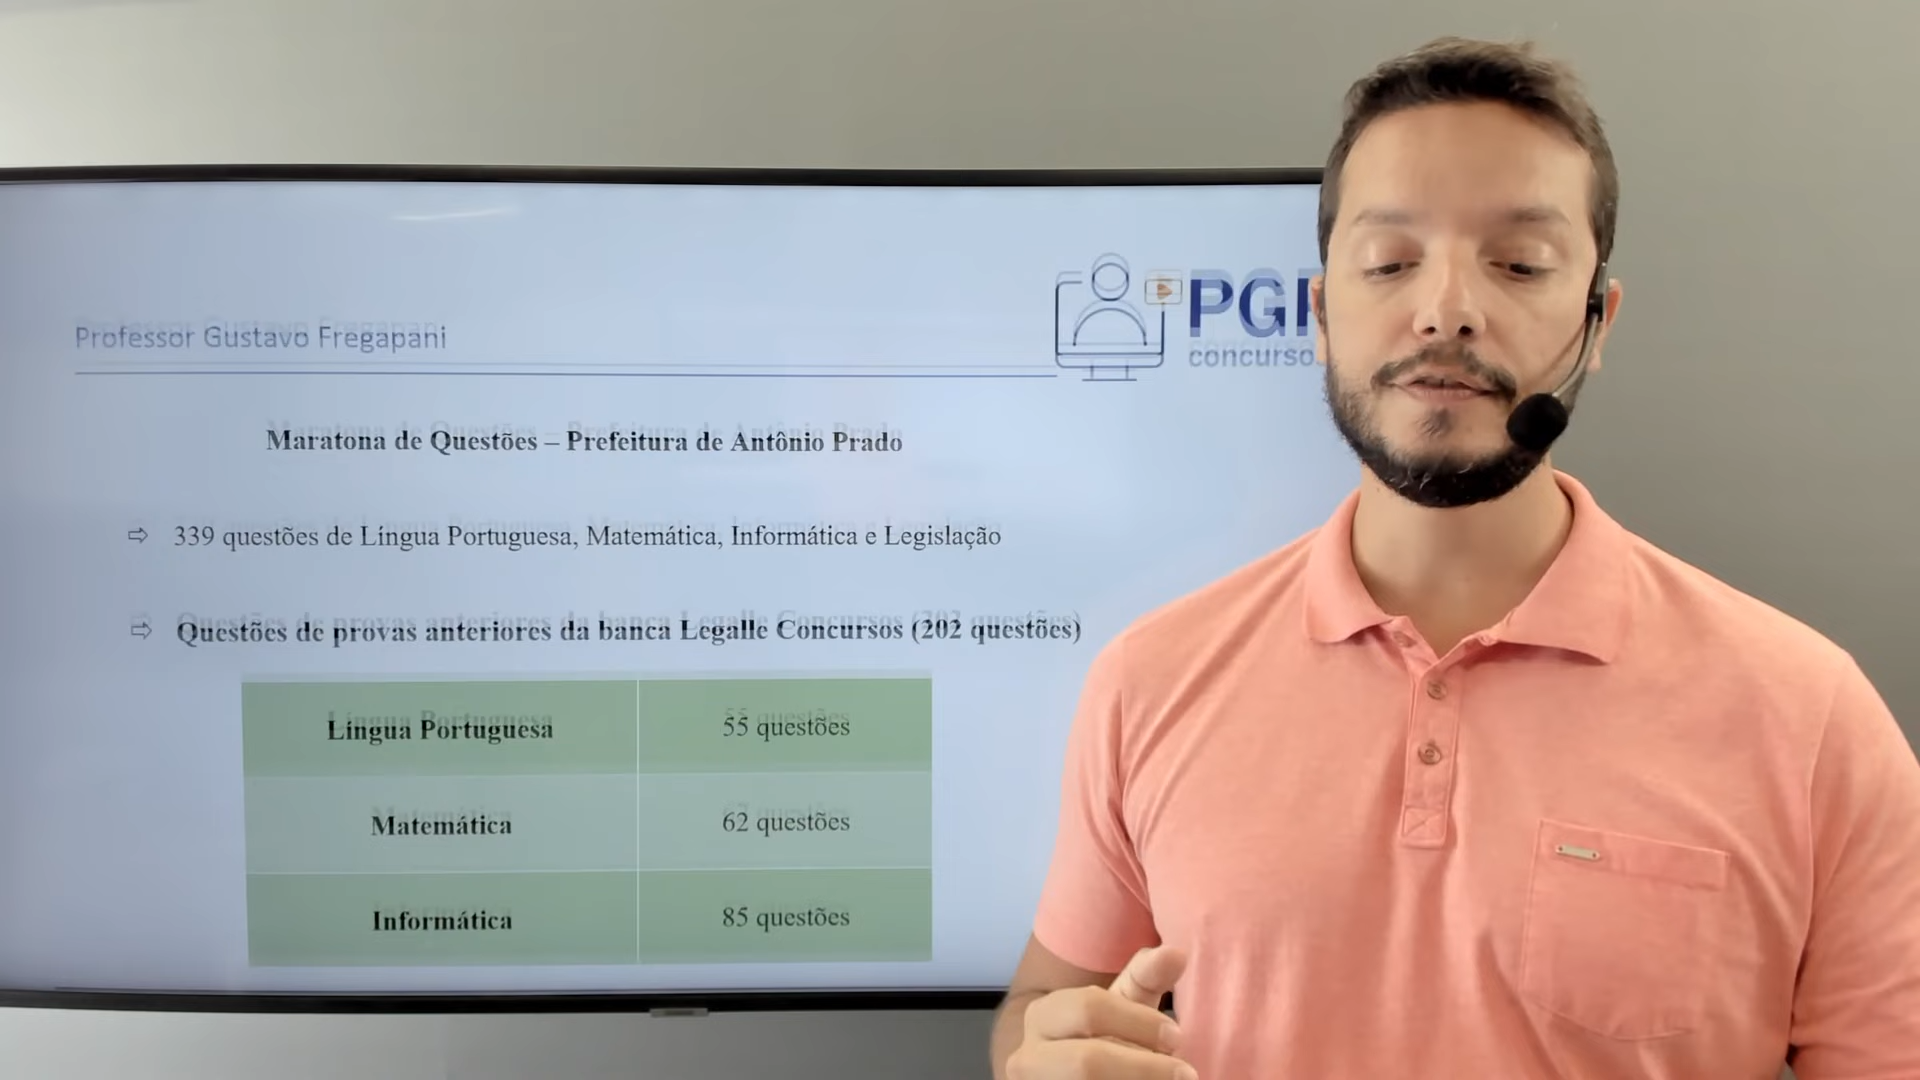 PG
concurso
Professor Gustavo Fregapani
Maratona de Questões – Prefeitura de Antônio Prado
⇨ 339 questões de Língua Portuguesa, Matemática, Informática e Legislação
⇨ Questões de provas anteriores da banca Legalle Concursos (202 questões)
Língua Portuguesa 55 questões
Matemática 62 questões
Informática 85 questões